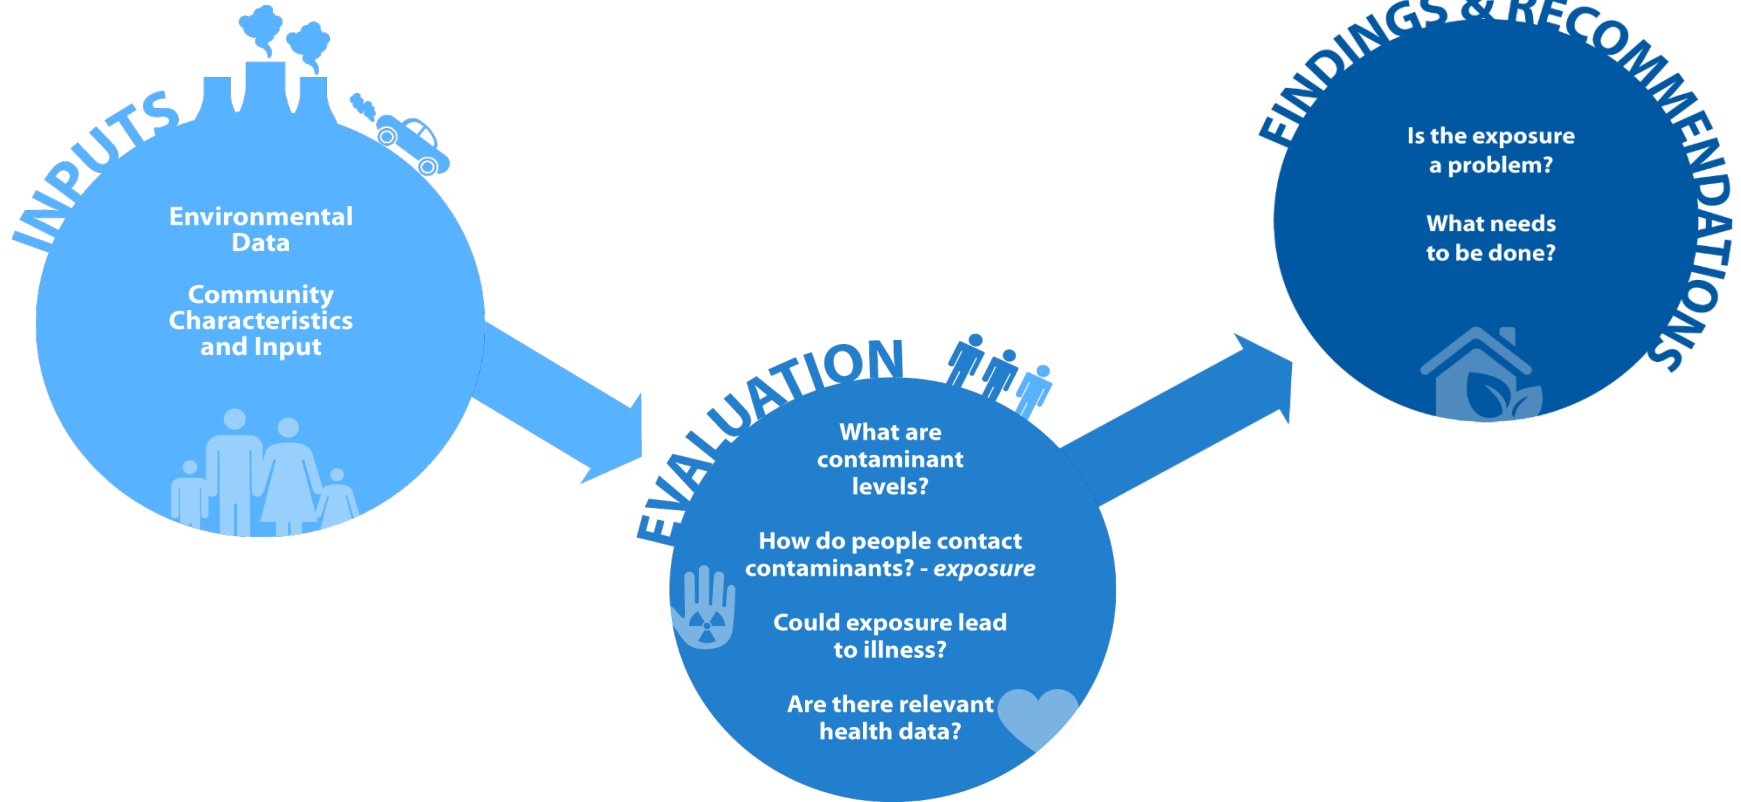 INPUTS
Environmental
Data
Community
Characteristics
and Input
EVALUATION
What are
contaminant
levels?
How do people contact
contaminants? - exposure
Could exposure lead
to illness?
Are there relevant
health data?
FINDINGS & RECOMMENDATIONS
Is the exposure
a problem?
What needs
to be done?